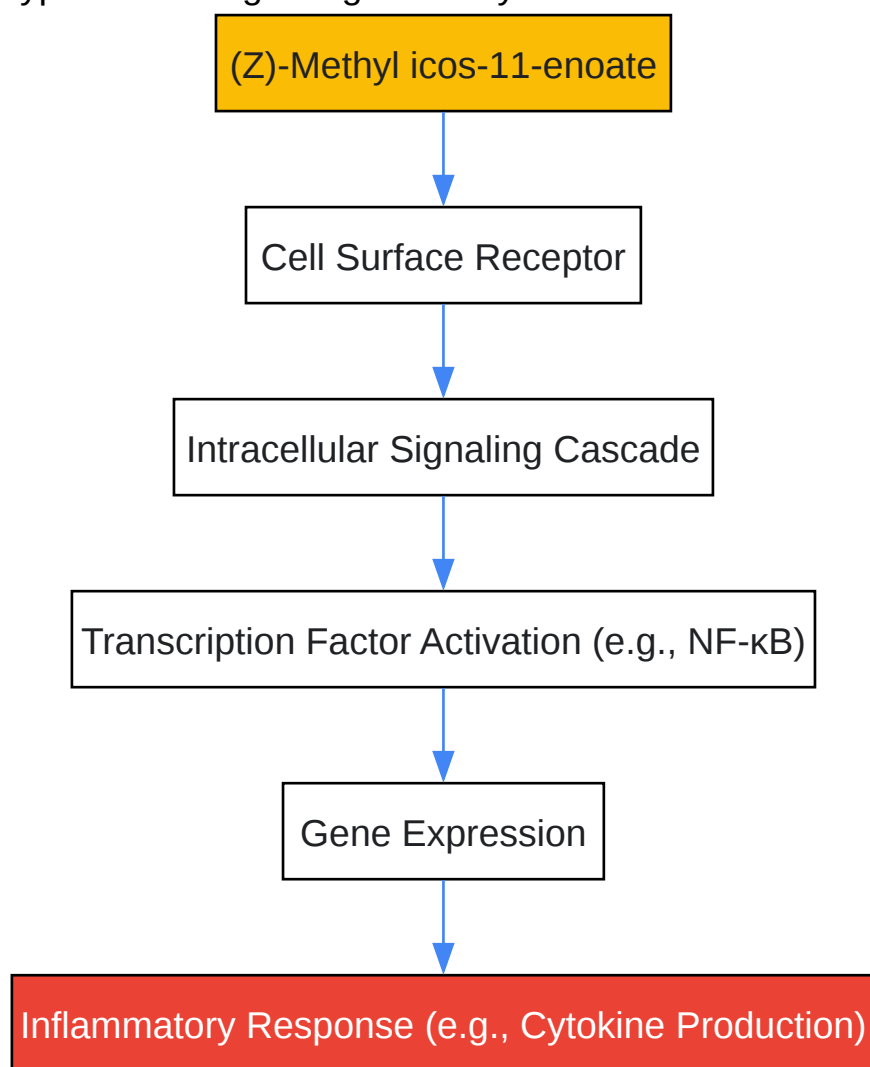 (Z)-Methyl icos-11-enoate
Cell Surface Receptor
Intracellular Signaling Cascade
Transcription Factor Activation (e.g., NF-κB)
Gene Expression
Inflammatory Response (e.g., Cytokine Production)